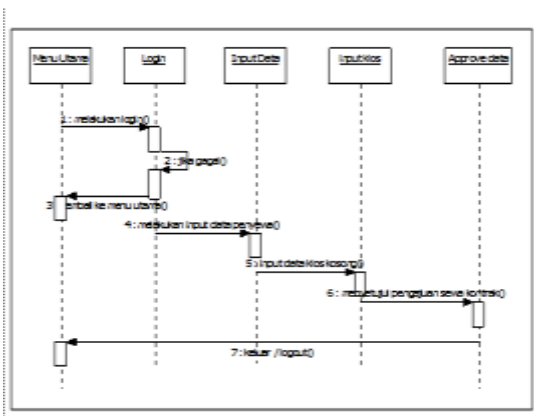 Menu Utama
Login
Input Data
Input kios
Approve data
1 : melakukan login()
2 : jika gagal()
3 embali ke menu utama()
4 : melakukan input data penyewa()
5 : input data kios kosong()
6 : menyetujui pengajuan sewa kontrak()
7 : keluar / logout()